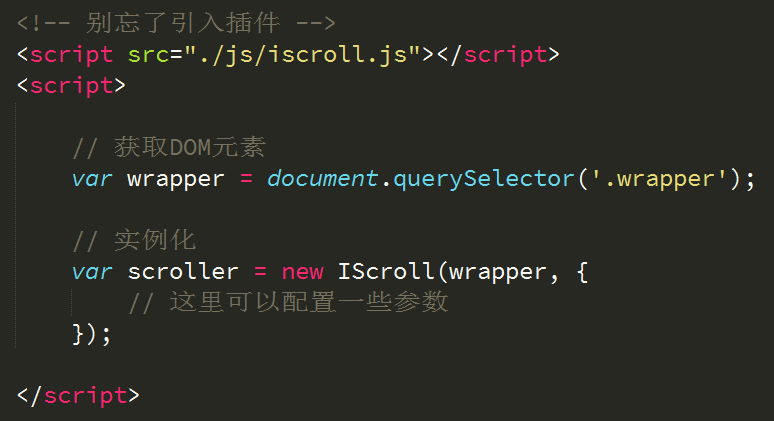 <!-- 别忘了引入插件 -->
<script src="./js/iscroll.js"></script>
<script>
// 获取DOM元素
var wrapper = document.querySelector('.wrapper');
// 实例化
var scroller = new IScroll(wrapper, {
// 这里可以配置一些参数
});
</script>